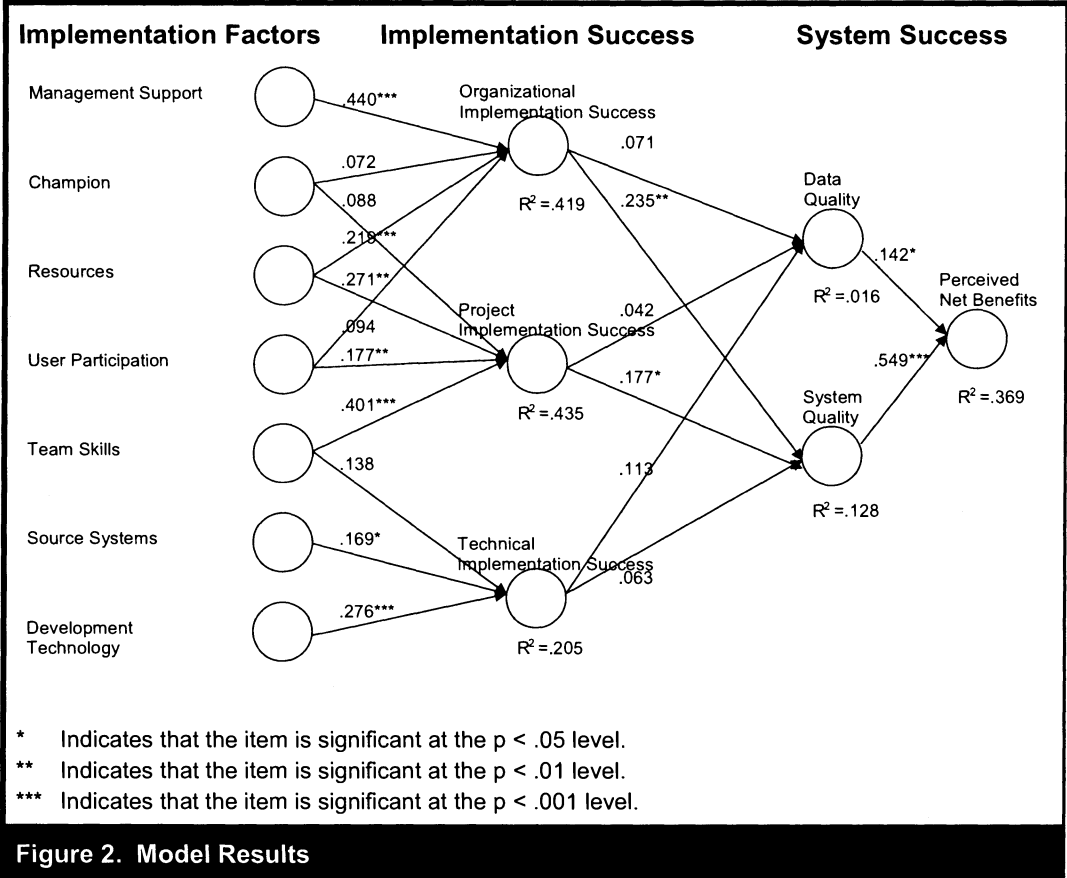 Implementation Factors Implementation Success System Success
Management Support
.440***
Organizational
Implementation Success
.071
Champion
.072
.088
.235**
R² =.419
Data
Quality
.142*
R² =.016
Resources
.219***
.271**
Perceived
Net Benefits
.094
Project
Implementation Success
.042
User Participation
.177**
.177*
.549***
R² =.369
.401***
R² =.435
System
Quality
Team Skills
.138
.113
R² =.128
Source Systems
.169*
Technical
Implementation Success
.063
.276***
Development
Technology
R² =.205
* Indicates that the item is significant at the p < .05 level.
** Indicates that the item is significant at the p < .01 level.
*** Indicates that the item is significant at the p < .001 level.
Figure 2. Model Results